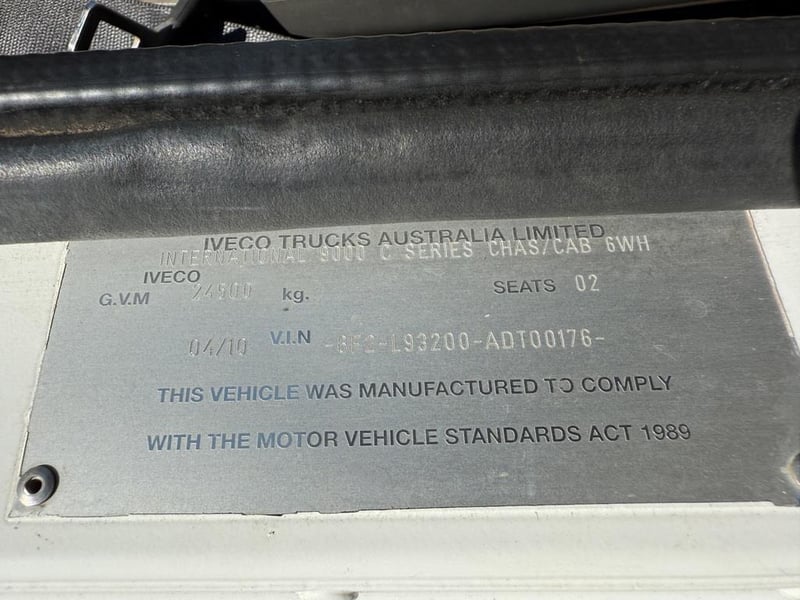 IVECO TRUCKS AUSTRALIA LIMITED
INTERNATIONAL 9000 C SERIES CHAS/CAB 6WH
IVECO
G.V.M 24500 kg. SEATS 02
04/10 V.I.N -6F2-L93200-ADT00176-
THIS VEHICLE WAS MANUFACTURED TO COMPLY
WITH THE MOTOR VEHICLE STANDARDS ACT 1989